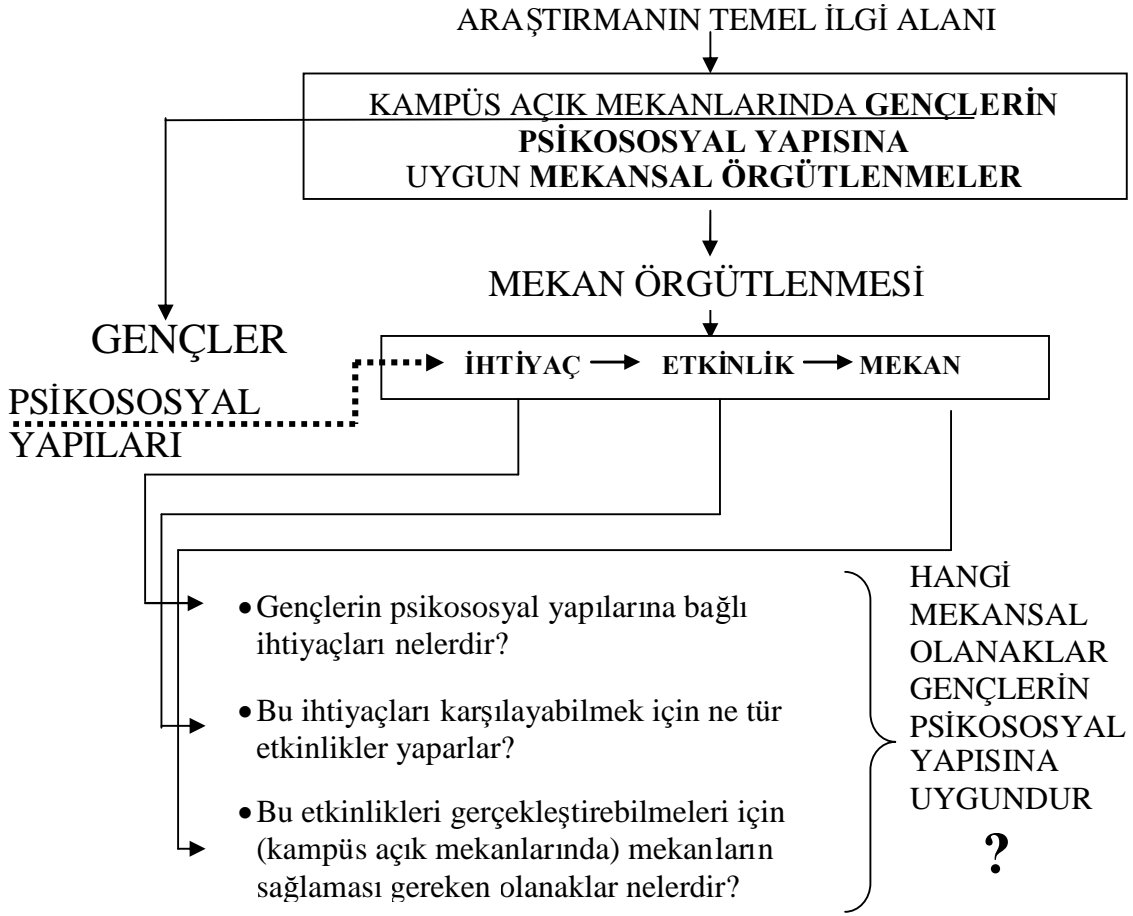 ARAŞTIRMANIN TEMEL İLGİ ALANI
KAMPÜS AÇIK MEKANLARINDA GENÇLERİN
PSİKOSOSYAL YAPISINA
UYGUN MEKANSAL ÖRGÜTLENMELER
MEKAN ÖRGÜTLENMESİ
GENÇLER
PSİKOSOSYAL
YAPILARI
İHTİYAÇ ETKİNLİK MEKAN
• Gençlerin psikososyal yapılarına bağlı
ihtiyaçları nelerdir?
• Bu ihtiyaçları karşılayabilmek için ne tür
etkinlikler yaparlar?
• Bu etkinlikleri gerçekleştirebilmeleri için
(kampüs açık mekanlarında) mekanların
sağlaması gereken olanaklar nelerdir?
HANGİ
MEKANSAL
OLANAKLAR
GENÇLERİN
PSİKOSOSYAL
YAPISINA
UYGUNDUR
?